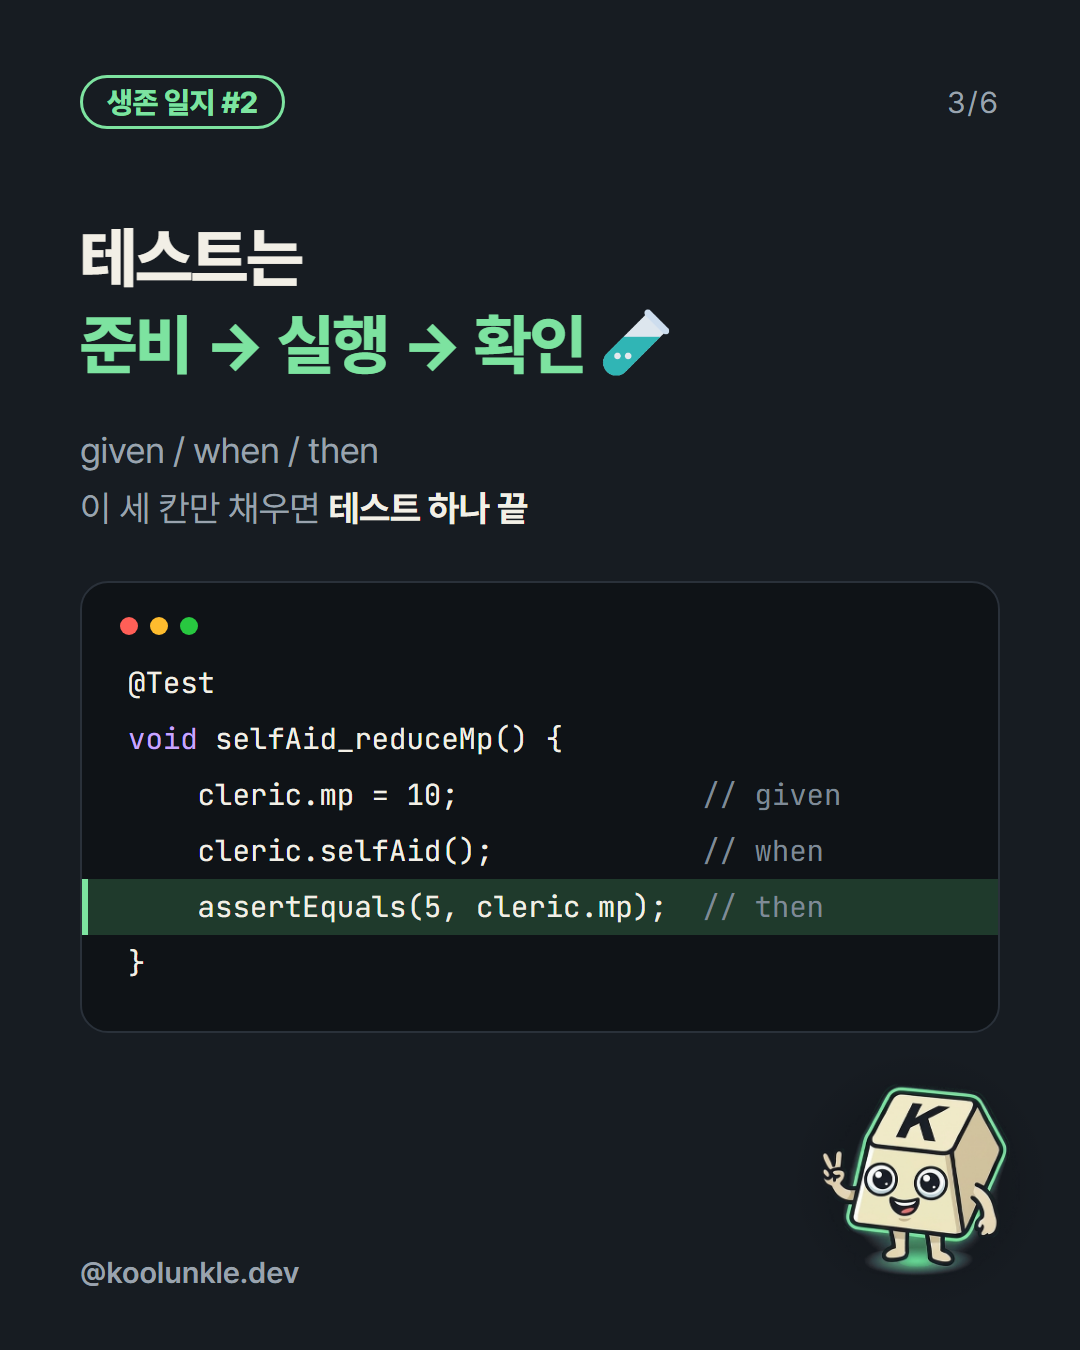 생존 일지 #2
3/6
테스트는
준비 → 실행 → 확인
given / when / then
이 세 칸만 채우면 테스트 하나 끝
@Test
void selfAid_reduceMp() {
    cleric.mp = 10;              // given
    cleric.selfAid();            // when
    assertEquals(5, cleric.mp);  // then
}
K
@koolunkle.dev